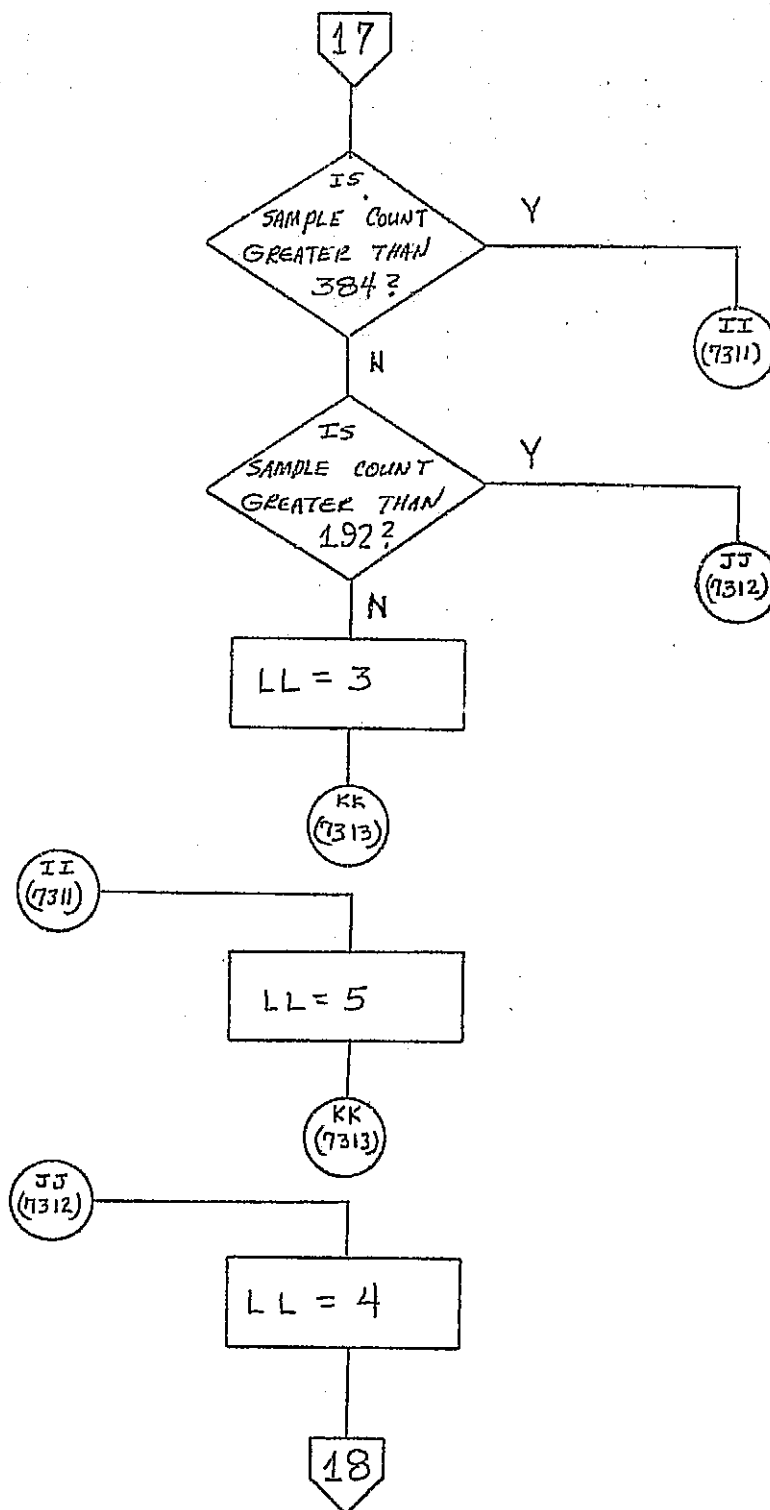 17
IS
SAMPLE COUNT
GREATER THAN
384?
Y
II
(7311)
N
IS
SAMPLE COUNT
GREATER THAN
192?
Y
JJ
(7312)
N
LL = 3
KK
(7313)
II
(7311)
LL = 5
KK
(7313)
JJ
(7312)
LL = 4
18